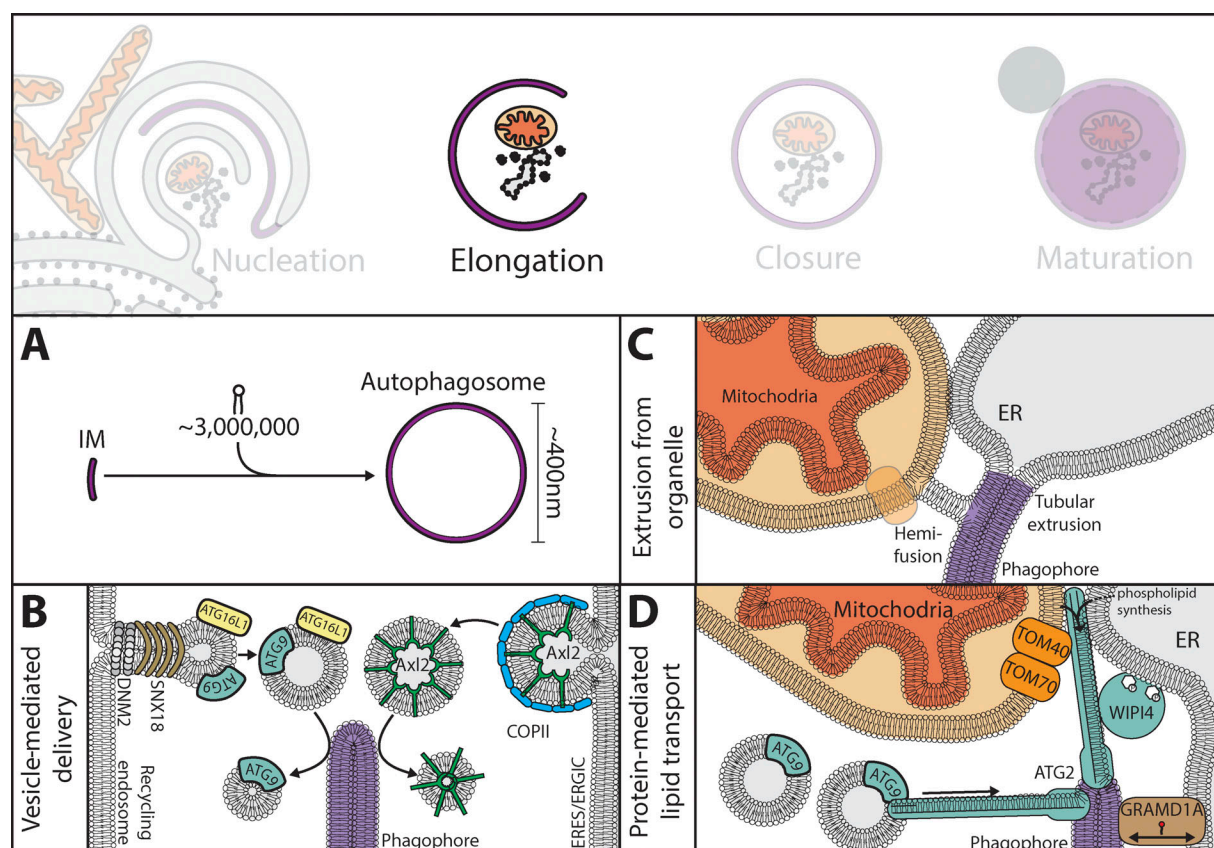 Nucleation
Elongation
Closure
Maturation
A
IM
~3,000,000
Autophagosome
~400nm
B
Vesicle-mediated
delivery
DNM2
SNX18
Recycling
endosome
ATG16L1
ATG9
ATG9
ATG16L1
Axl2
Axl2
COPII
ERES/ERGIC
ATG9
Phagophore
C
Extrusion from
organelle
Mitochodria
ER
Hemi-
fusion
Tubular
extrusion
Phagophore
D
Protein-mediated
lipid transport
Mitochodria
phospholipid
synthesis
TOM40
TOM70
ER
WIPI4
ATG9
ATG9
ATG2
GRAMD1A
Phagophore